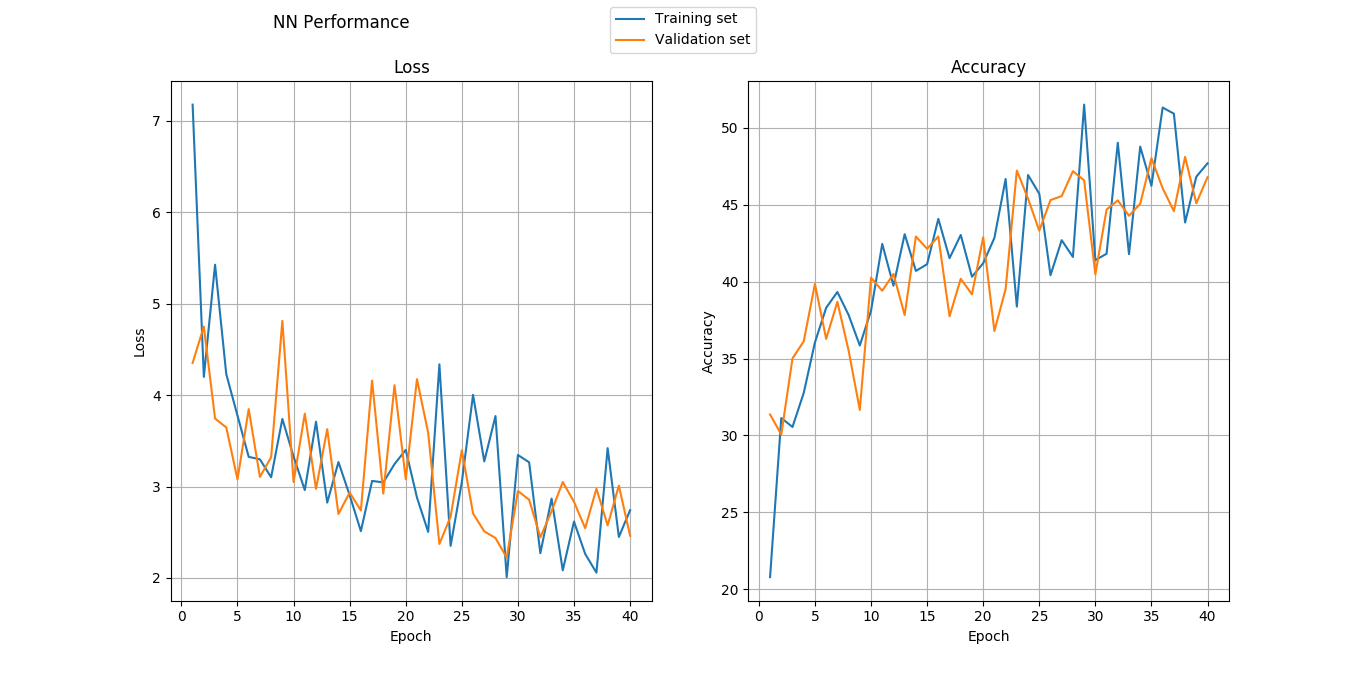 NN Performance
Training set
Validation set
Loss
Loss
7
6
5
4
3
2
0 5 10 15 20 25 30 35 40
Epoch
Accuracy
Accuracy
50
45
40
35
30
25
20
0 5 10 15 20 25 30 35 40
Epoch